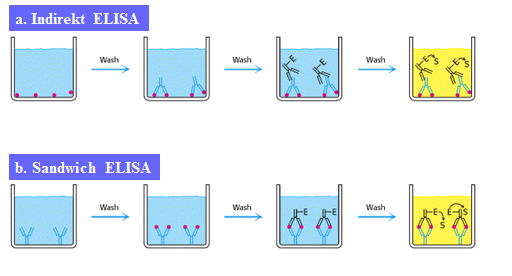 a. Indirekt ELISA
Wash Wash Wash
E E E S E S
b. Sandwich ELISA
Wash Wash Wash
E E E S E S